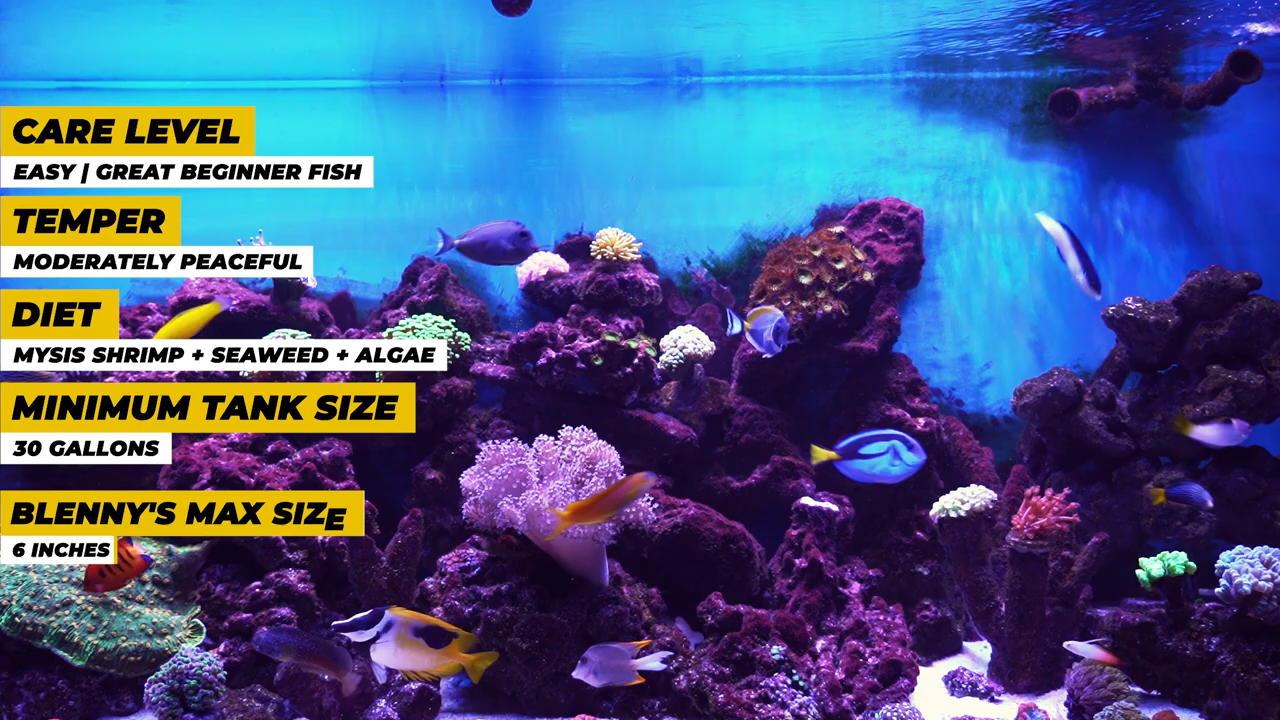 CARE LEVEL
EASY | GREAT BEGINNER FISH
TEMPER
MODERATELY PEACEFUL
DIET
MYSIS SHRIMP + SEAWEED + ALGAE
MINIMUM TANK SIZE
30 GALLONS
BLENNY'S MAX SIZE
6 INCHES